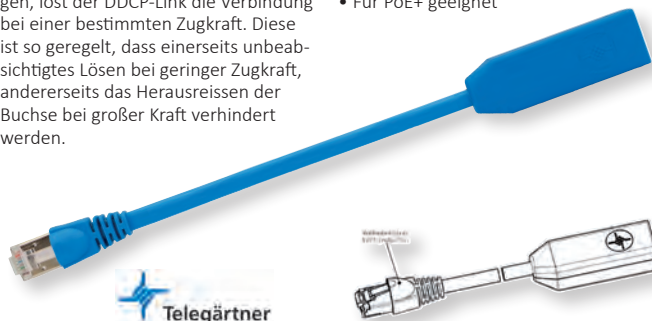 gen, löst der DDCP-Link die Verbindung
bei einer bestimmten Zugkraft. Diese
ist so geregelt, dass einerseits unbeab-
sichtigtes Lösen bei geringer Zugkraft,
andererseits das Herausreissen der
Buchse bei großer Kraft verhindert
werden.
• Für PoE+ geeignet
Telegärtner